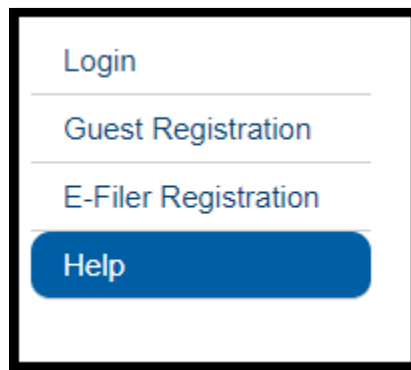 Login
Guest Registration
E-Filer Registration
Help